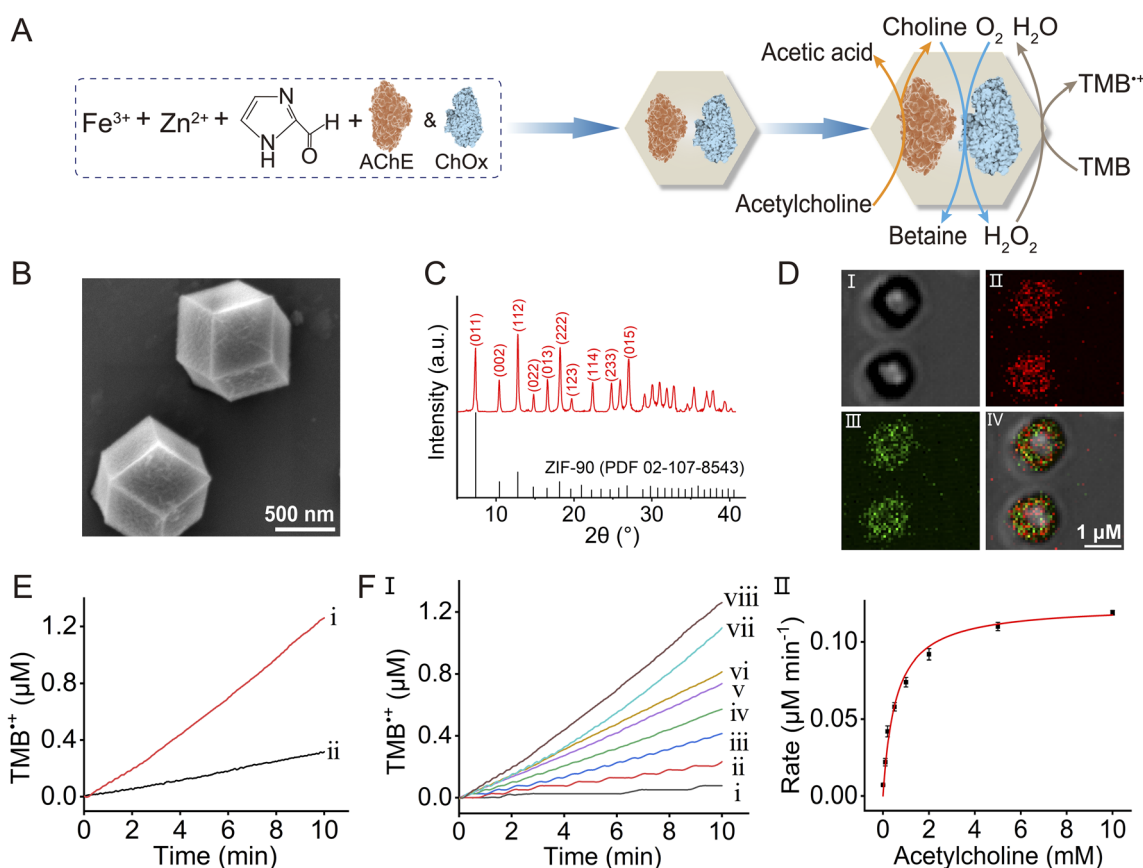 A
Fe³⁺ + Zn²⁺ +
N
NH
H
O
+
&
AChE
ChOx
Choline O₂ H₂O
Acetic acid
TMB•⁺
TMB
Acetylcholine
Betaine H₂O₂
B
500 nm
C
Intensity (a.u.)
(011)
(002)
(112)
(022)
(013)
(222)
(123)
(114)
(233)
(015)
ZIF-90 (PDF 02-107-8543)
10 20 30 40
2θ (°)
D
I
II
III
IV
1 μM
E
TMB•⁺ (μM)
1.2
0.8
0.4
0.0
i
ii
0 2 4 6 8 10
Time (min)
F
I
TMB•⁺ (μM)
1.2
0.8
0.4
0.0
viii
vii
vi
v
iv
iii
ii
i
0 2 4 6 8 10
Time (min)
II
Rate (μM min⁻¹)
0.10
0.05
0.00
0 2 4 6 8 10
Acetylcholine (mM)